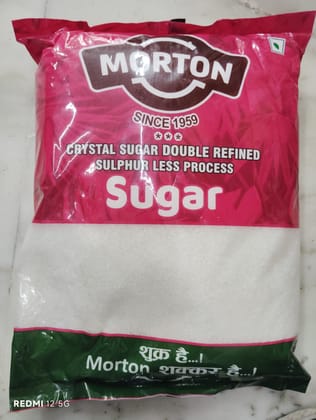 MORTON
SINCE 1959
CRYSTAL SUGAR DOUBLE REFINED
SULPHUR LESS PROCESS
Sugar
शुक्र है...!
Morton शक्कर है...!
REDMI 12 5G